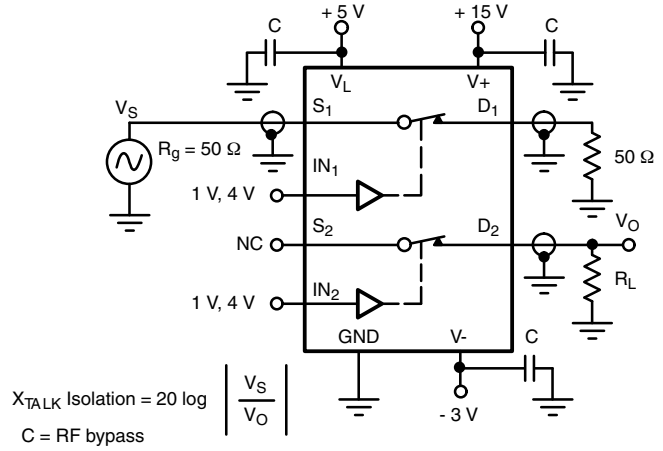 + 5 V
+ 15 V
C
C
V_L
V+
V_S
S_1
D_1
R_g = 50 Ω
50 Ω
IN_1
1 V, 4 V
S_2
D_2
V_O
NC
R_L
IN_2
1 V, 4 V
GND
V-
C
- 3 V
X_TALK Isolation = 20 log | V_S / V_O |
C = RF bypass